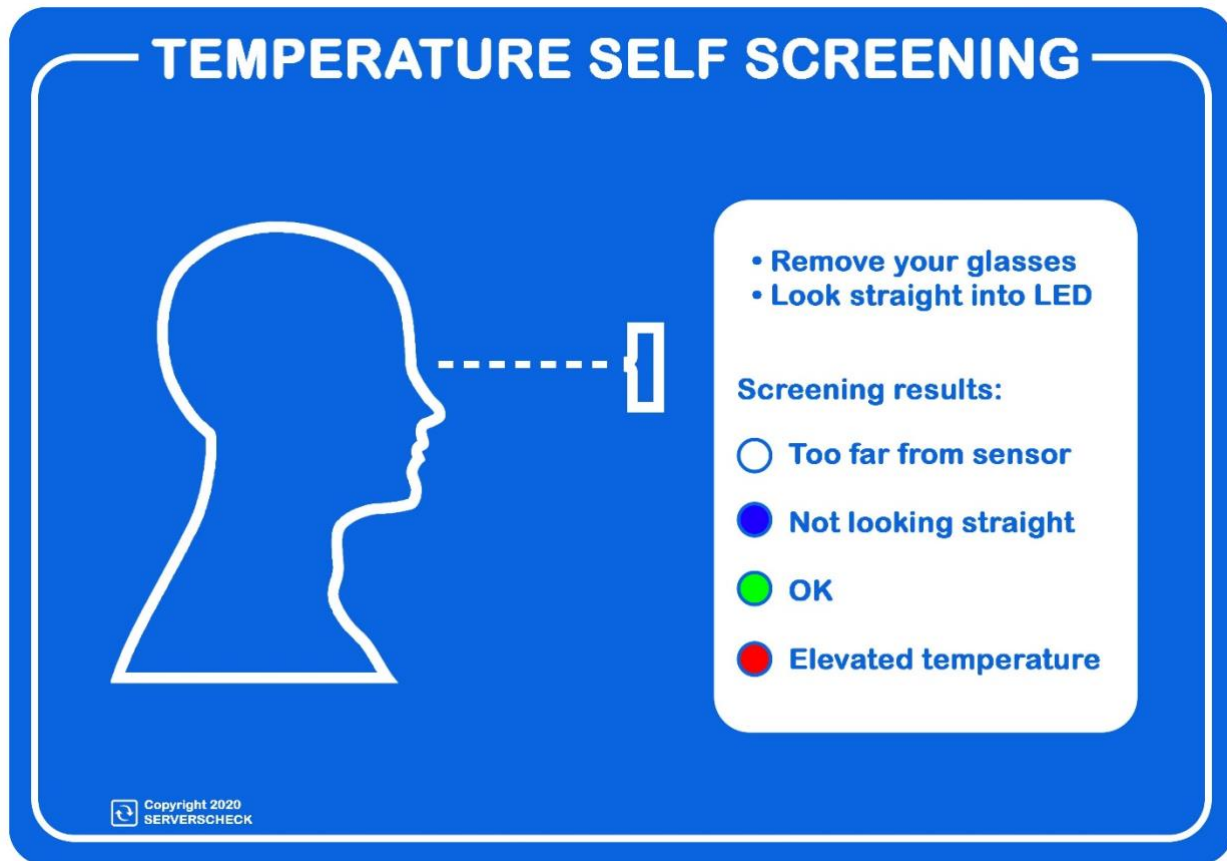 TEMPERATURE SELF SCREENING
• Remove your glasses
• Look straight into LED
Screening results:
Too far from sensor
Not looking straight
OK
Elevated temperature
Copyright 2020
SERVERSCHECK